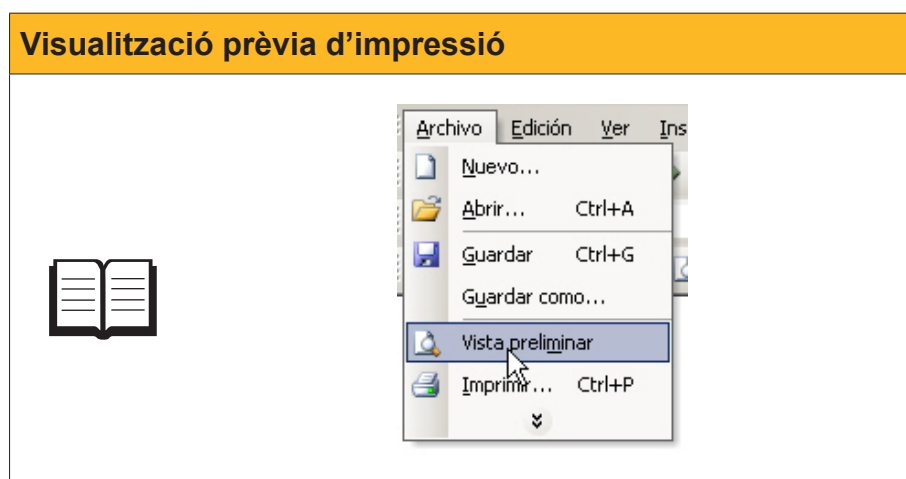 Visualització prèvia d’impressió
Archivo Edición Ver Ins
Nuevo...
Abrir... Ctrl+A
Guardar Ctrl+G
Guardar como...
Vista preliminar
Imprimir... Ctrl+P